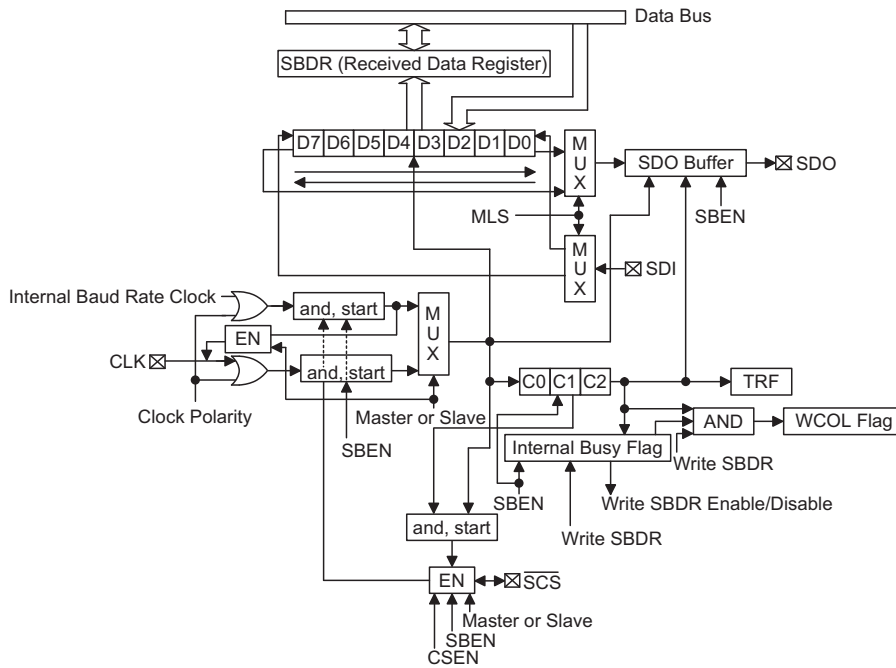 Data Bus
SBDR (Received Data Register)
D7 D6 D5 D4 D3 D2 D1 D0
MUX
SDO Buffer
SDO
MLS
SBEN
MUX
SDI
Internal Baud Rate Clock
and, start
MUX
EN
CLK
and, start
C0 C1 C2
TRF
Clock Polarity
Master or Slave
AND
WCOL Flag
SBEN
Internal Busy Flag
Write SBDR
SBEN
Write SBDR Enable/Disable
and, start
Write SBDR
EN
SCS
Master or Slave
SBEN
CSEN